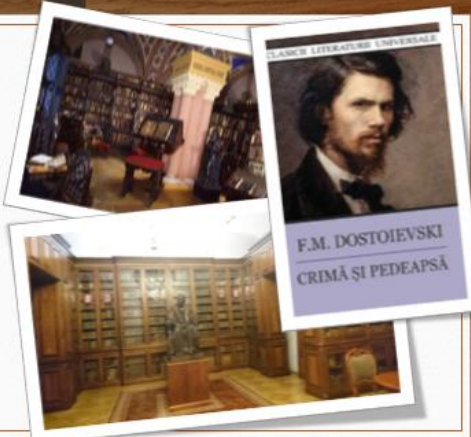 CLASICII LITERATURII UNIVERSALE
F.M. DOSTOIEVSKI
CRIMĂ ȘI PEDEAPSĂ